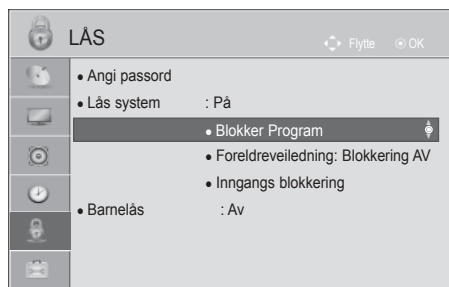 LÅS
Flytte OK
• Angi passord
• Lås system : På
• Blokker Program
• Foreldreveiledning: Blokkering AV
• Inngangs blokkering
• Barnelås : Av